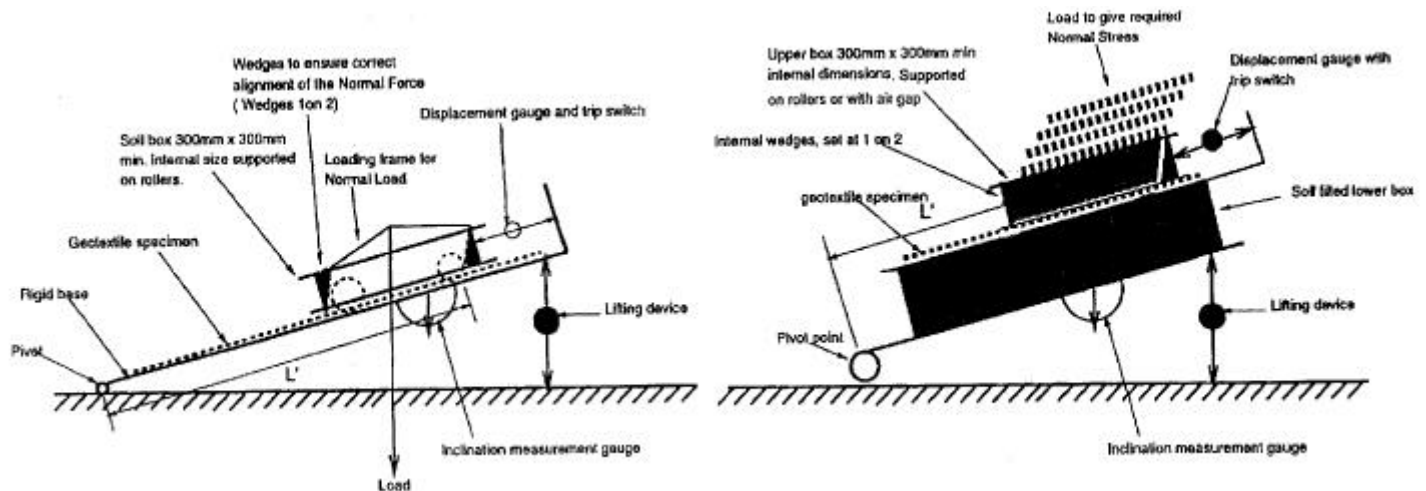 Wedges to ensure correct
alignment of the Normal Force
( Wedges 1on 2)
Soil box 300mm x 300mm
min. internal size supported
on rollers.
Loading frame for
Normal Load
Displacement gauge and trip switch
Geotextile specimen
Rigid base
Pivot
L'
Lifting device
Inclination measurement gauge
Load
Load to give required
Normal Stress
Upper box 300mm x 300mm min
internal dimensions, Supported
on rollers or with air gap
Displacement gauge with
trip switch
Internal wedges, set at 1 on 2
geotextile specimen
L'
Soil filled lower box
Lifting device
Pivot point
Inclination measurement gauge